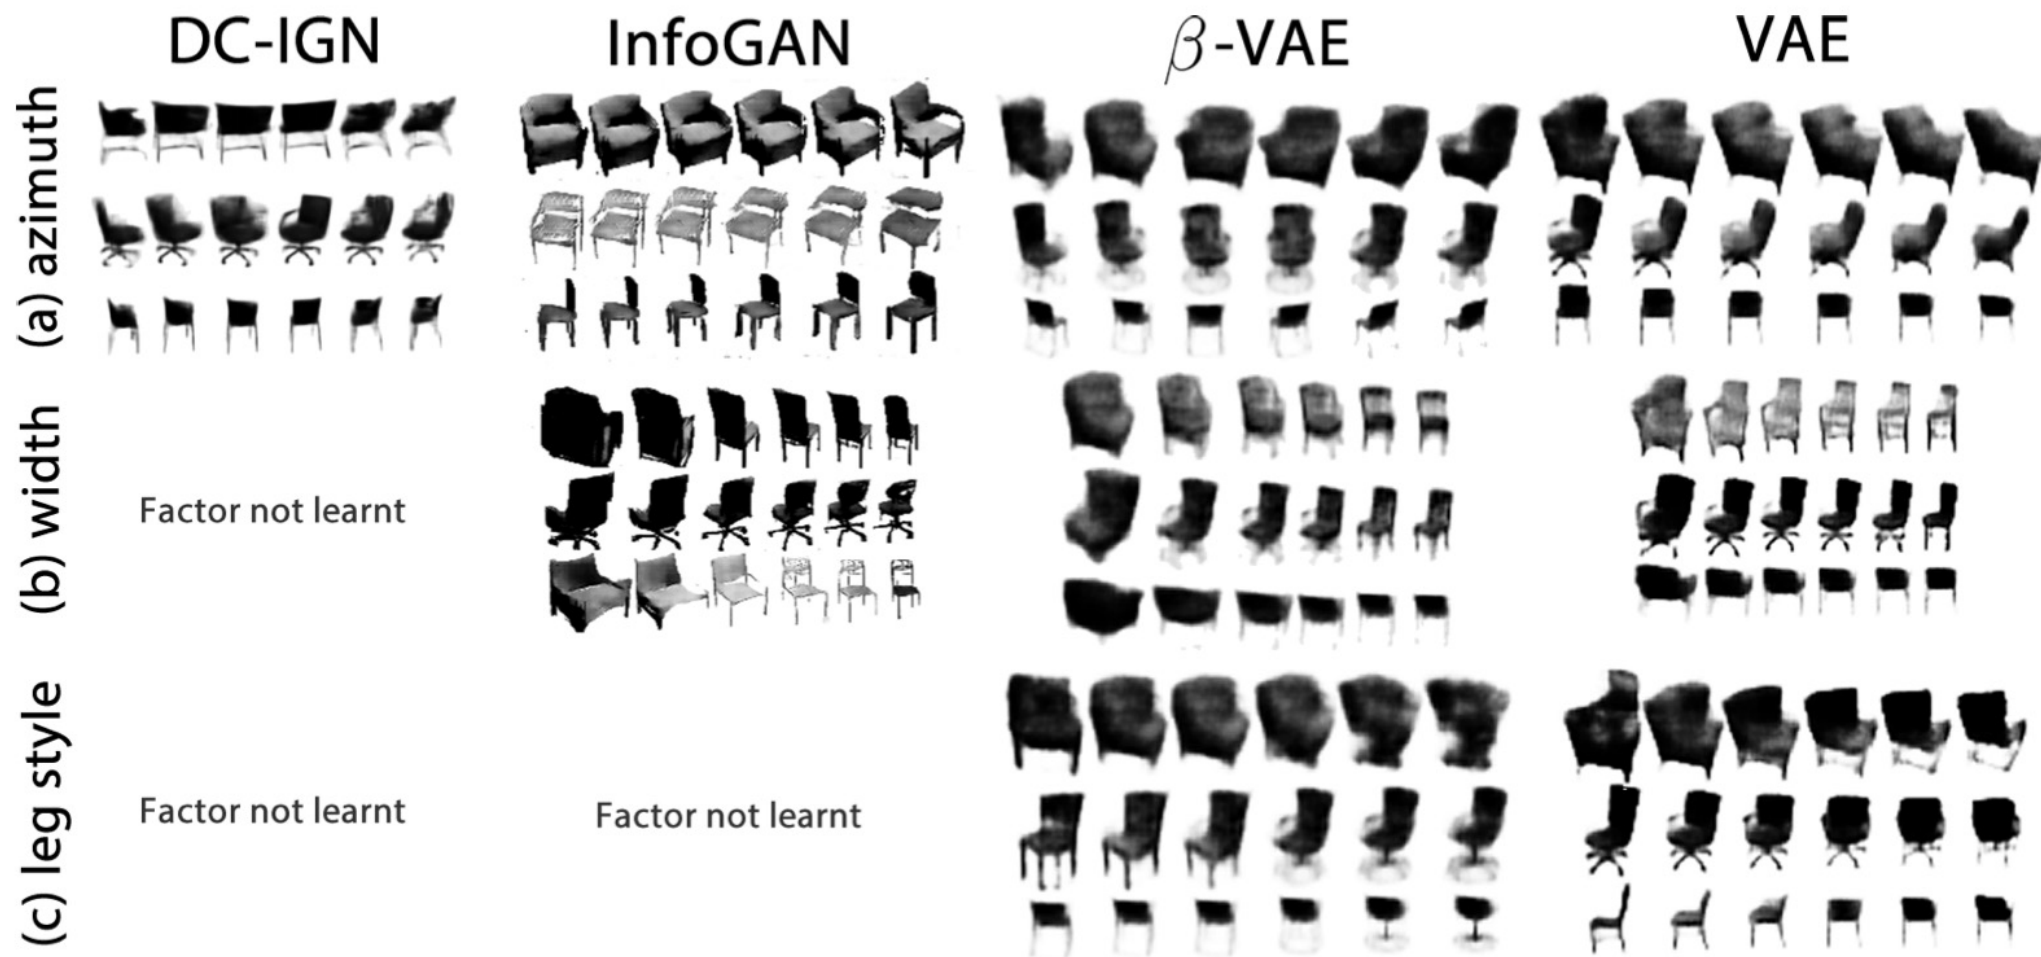 DC-IGN InfoGAN β-VAE VAE
(a) azimuth
(b) width
Factor not learnt
(c) leg style
Factor not learnt Factor not learnt